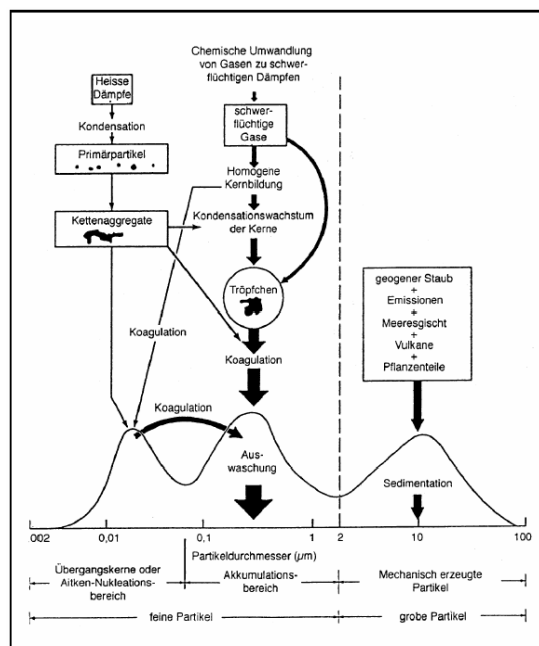 Chemische Umwandlung
von Gasen zu schwer-
flüchtigen Dämpfen
Heisse
Dämpfe
Kondensation
Primärpartikel
Kettenaggregate
schwer-
flüchtige
Gase
Homogene
Kernbildung
Kondensationswachstum
der Kerne
Tröpfchen
Koagulation
Koagulation
Koagulation
Aus-
waschung
geogener Staub
+
Emissionen
+
Meeresgischt
+
Vulkane
+
Pflanzenteile
Sedimentation
.002 0,01 0,1 1 2 10 100
Partikeldurchmesser (µm)
Übergangskerne oder
Aitken-Nukleations-
bereich
Akkumulations-
bereich
Mechanisch erzeugte
Partikel
feine Partikel
grobe Partikel